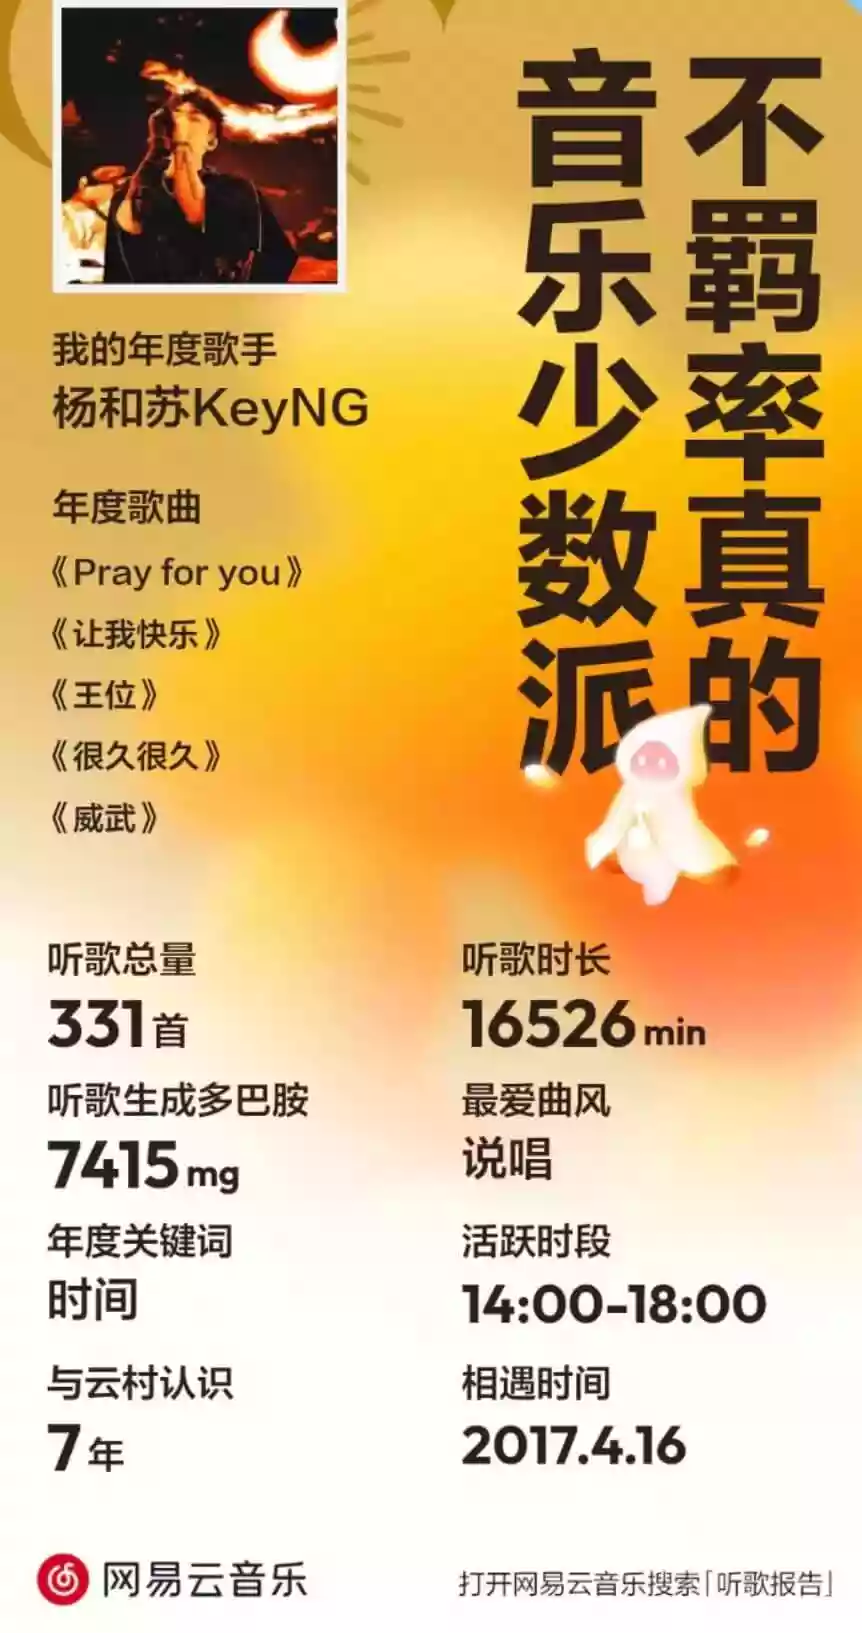 不羁率真的
音乐少数派
我的年度歌手
杨和苏KeyNG
年度歌曲
《Pray for you》
《让我快乐》
《王位》
《很久很久》
《威武》
听歌总量
331首
听歌时长
16526 min
听歌生成多巴胺
7415 mg
最爱曲风
说唱
年度关键词
时间
活跃时段
14:00-18:00
与云村认识
7年
相遇时间
2017.4.16
网易云音乐
打开网易云音乐搜索「听歌报告」